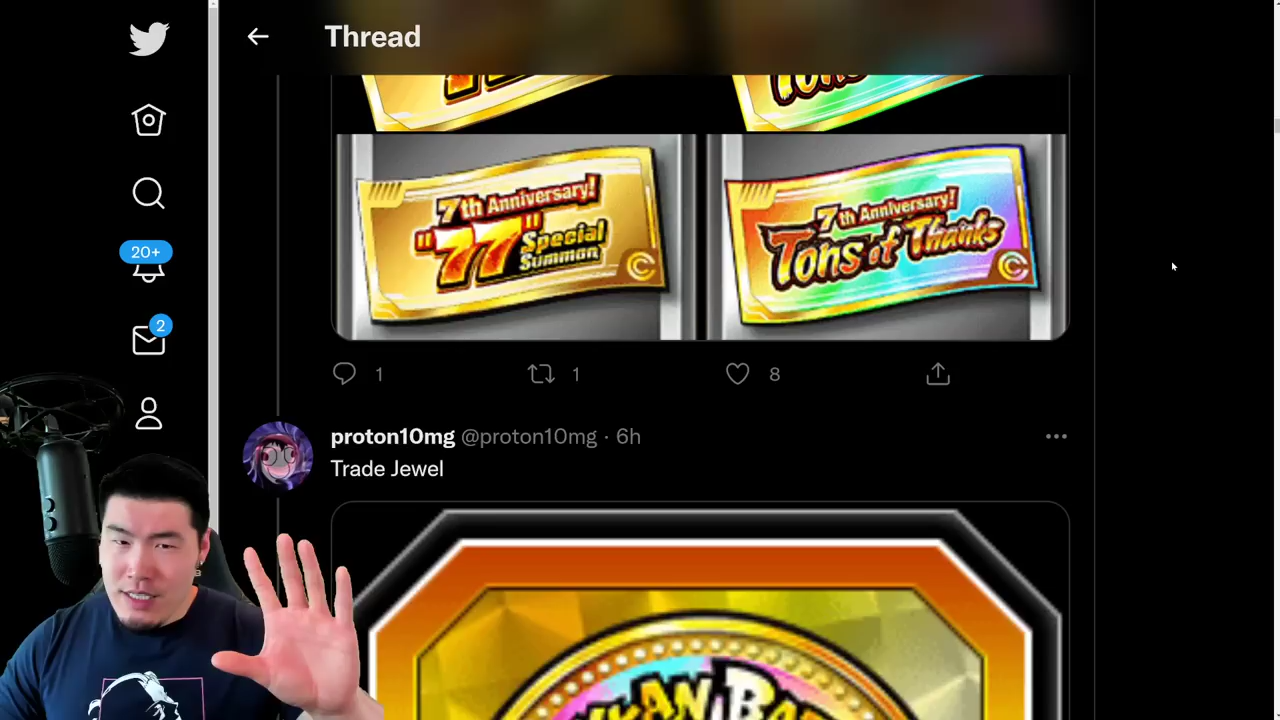 Thread
7th Anniversary!
"77" Special
Summon
7th Anniversary!
Tons of Thanks
20+
2
1
1
8
proton10mg @proton10mg · 6h
Trade Jewel